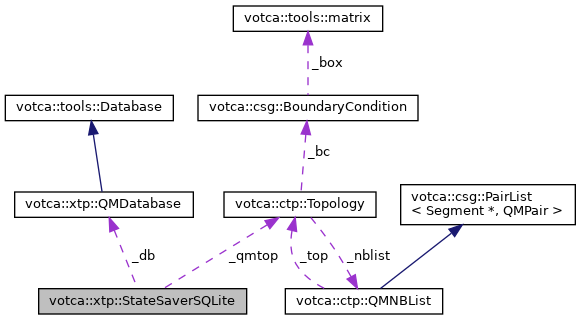 votca::tools::matrix
_box
votca::tools::Database
votca::csg::BoundaryCondition
_bc
votca::xtp::QMDatabase
votca::ctp::Topology
votca::csg::PairList
< Segment *, QMPair >
_db
_qmtop
_top
_nblist
votca::xtp::StateSaverSQLite
votca::ctp::QMNBList